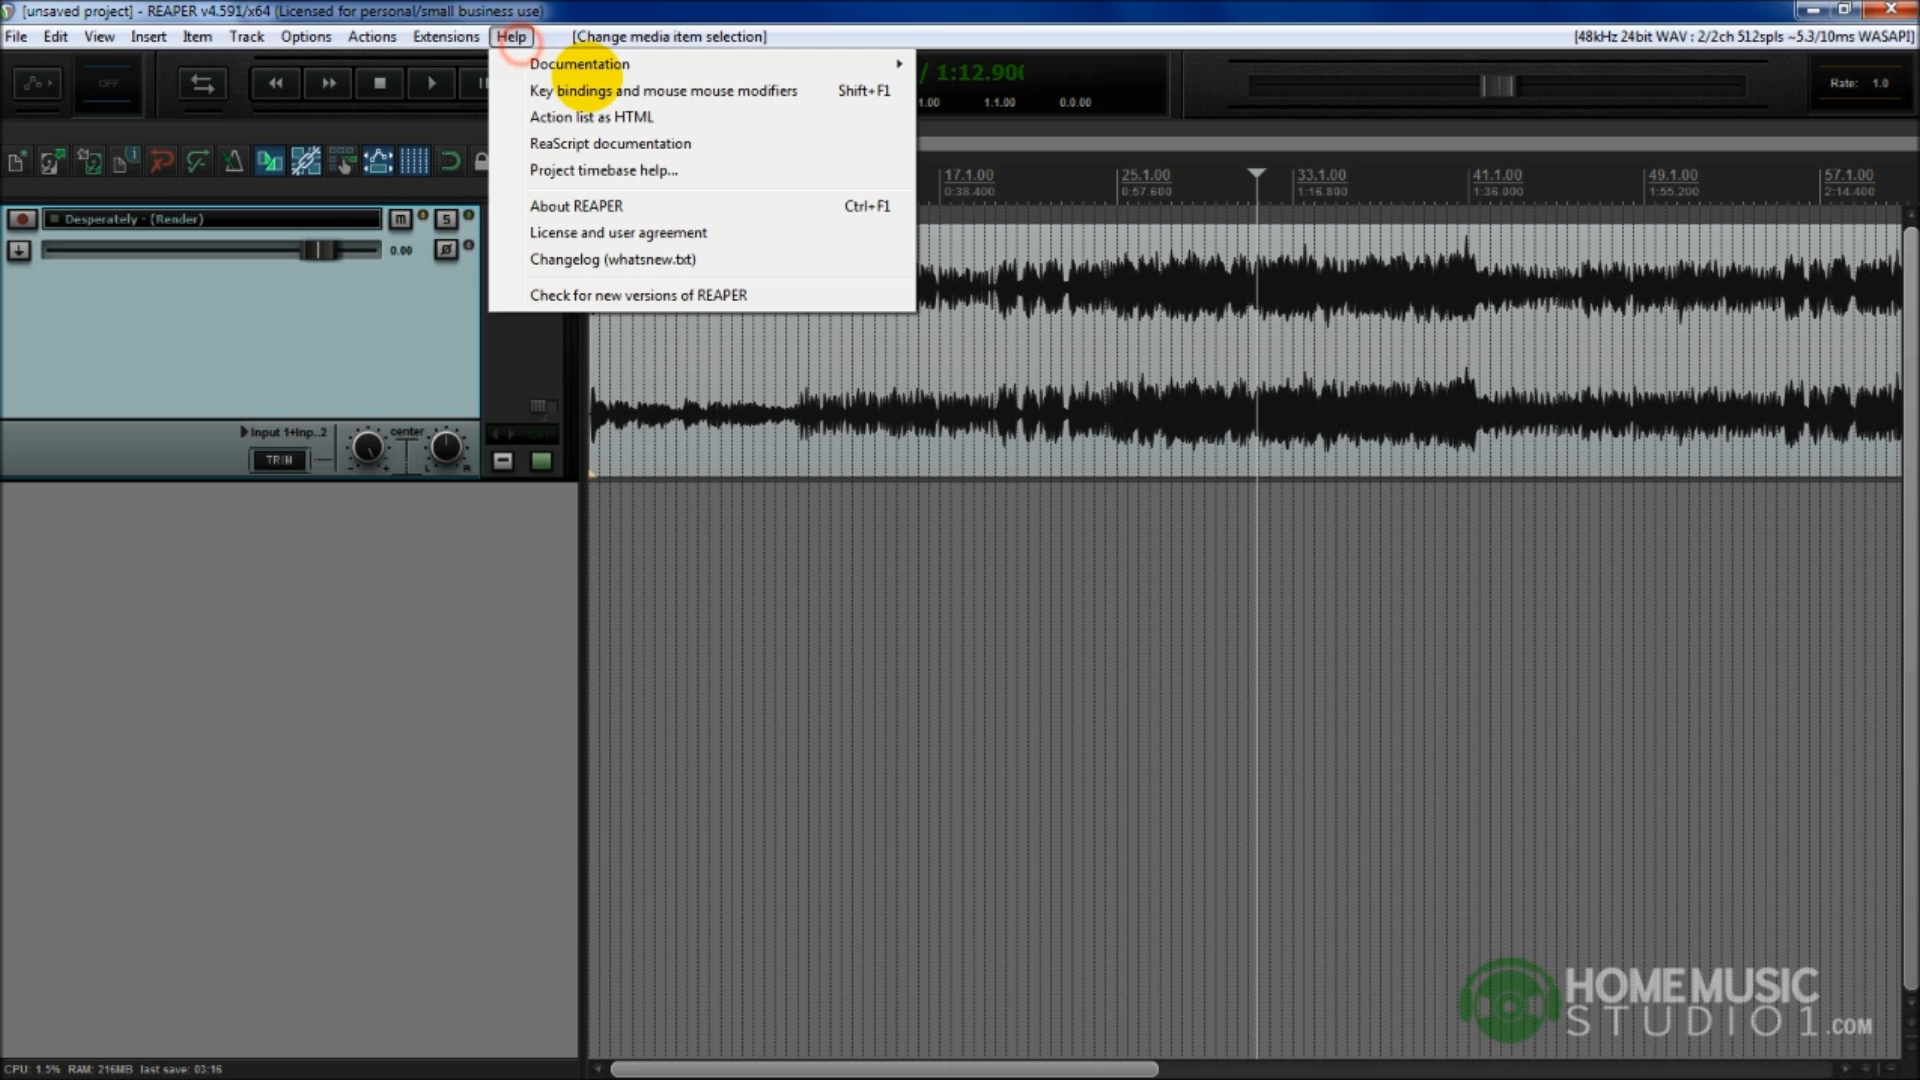 [unsaved project] - REAPER v4.591/x64 (Licensed for personal/small business use)
File Edit View Insert Item Track Options Actions Extensions Help [Change media item selection] [48kHz 24bit WAV : 2/2ch 512spls ~5.3/10ms WASAPI]
OFF
/ 1:12.900
1.00 1.1.00 0.0.00
Rate: 1.0
Documentation
Key bindings and mouse mouse modifiers Shift+F1
Action list as HTML
ReaScript documentation
Project timebase help...
About REAPER Ctrl+F1
License and user agreement
Changelog (whatsnew.txt)
Check for new versions of REAPER
17.1.00 25.1.00 33.1.00 41.1.00 49.1.00 57.1.00
0:38.400 0:57.600 1:16.800 1:36.000 1:55.200 2:14.400
Desperately - (Render) m S
0.00 Ø
Input 1+Inp..2 center
TRIM L R
HOMEMUSIC
STUDIO1.COM
CPU: 1.5% RAM: 216MB last save: 03:16